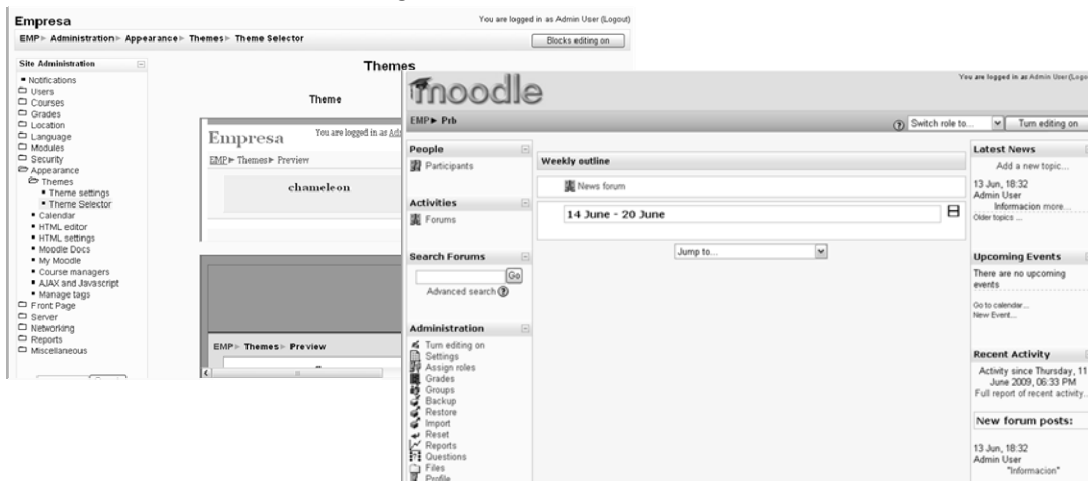 Empresa
You are logged in as Admin User (Logout)
EMP► Administration► Appearance► Themes► Theme Selector
Blocks editing on
Site Administration
Notifications
Users
Courses
Grades
Location
Language
Modules
Security
Appearance
Themes
Theme settings
Theme Selector
Calendar
HTML editor
HTML settings
Moodle Docs
My Moodle
Course managers
AJAX and Javascript
Manage tags
Front Page
Server
Networking
Reports
Miscellaneous
Themes
Theme
Empresa
You are logged in as
EMP► Themes► Preview
chameleon
EMP► Themes► Preview
moodle
You are logged in as Admin User (Logo
EMP► Prb
Switch role to...
Turn editing on
People
Participants
Activities
Forums
Search Forums
Go
Advanced search
Administration
Turn editing on
Settings
Assign roles
Grades
Groups
Backup
Restore
Import
Reset
Reports
Questions
Files
Profile
Weekly outline
News forum
14 June - 20 June
Jump to...
Latest News
Add a new topic...
13 Jun, 18:32
Admin User
Informacion more...
Older topics ...
Upcoming Events
There are no upcoming
events
Go to calendar...
New Event...
Recent Activity
Activity since Thursday, 11
June 2009, 06:33 PM
Full report of recent activity...
New forum posts:
13 Jun, 18:32
Admin User
"Informacion"